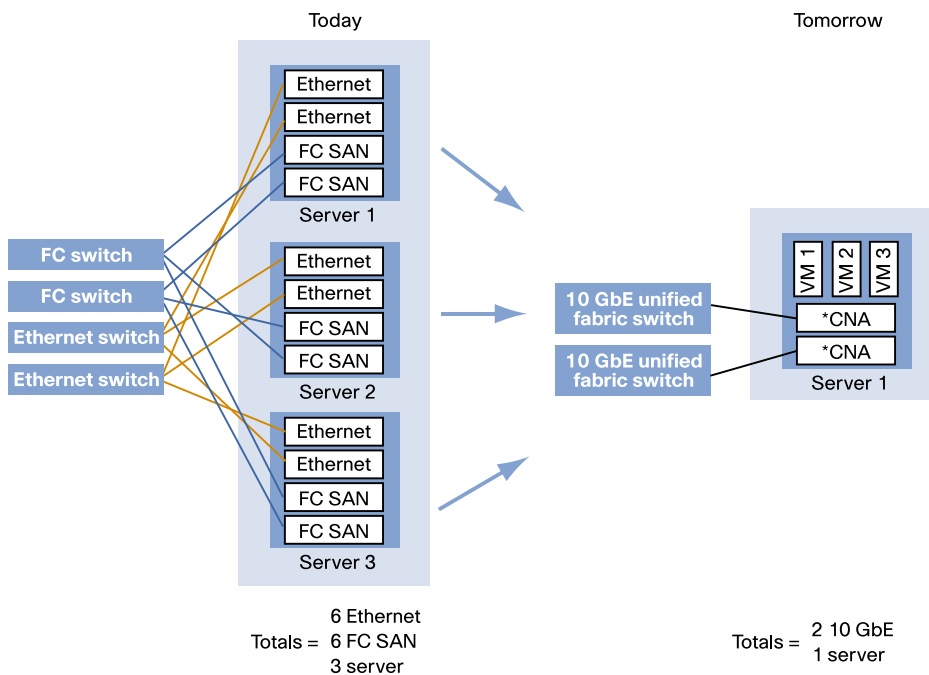 Today
Tomorrow
Ethernet
Ethernet
FC SAN
FC SAN
Server 1
FC switch
FC switch
Ethernet switch
Ethernet switch
Ethernet
Ethernet
FC SAN
FC SAN
Server 2
Ethernet
Ethernet
FC SAN
FC SAN
Server 3
10 GbE unified
fabric switch
10 GbE unified
fabric switch
VM 1
VM 2
VM 3
*CNA
*CNA
Server 1
6 Ethernet
Totals = 6 FC SAN
3 server
Totals = 2 10 GbE
1 server